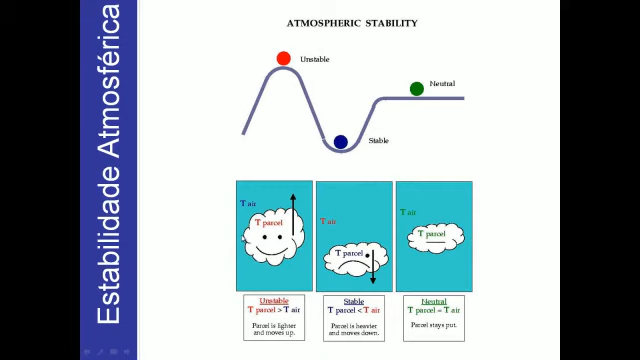 Estabilidade Atmosférica
ATMOSPHERIC STABILITY
Unstable
Neutral
Stable
T air
T parcel
T air
T parcel
T air
T parcel
Unstable
T parcel > T air
Parcel is lighter
and moves up.
Stable
T parcel < T air
Parcel is heavier
and moves down.
Neutral
T parcel = T air
Parcel stays put.